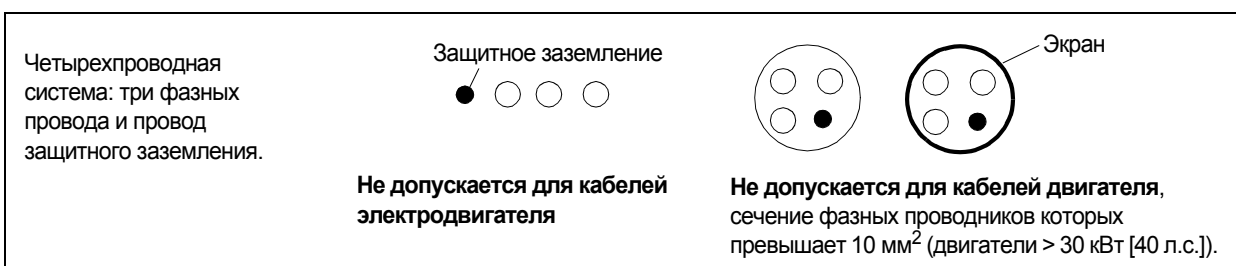 Четырехпроводная
система: три фазных
провода и провод
защитного заземления.
Защитное заземление
Не допускается для кабелей
электродвигателя
Экран
Не допускается для кабелей двигателя,
сечение фазных проводников которых
превышает 10 мм² (двигатели > 30 кВт [40 л.с.]).